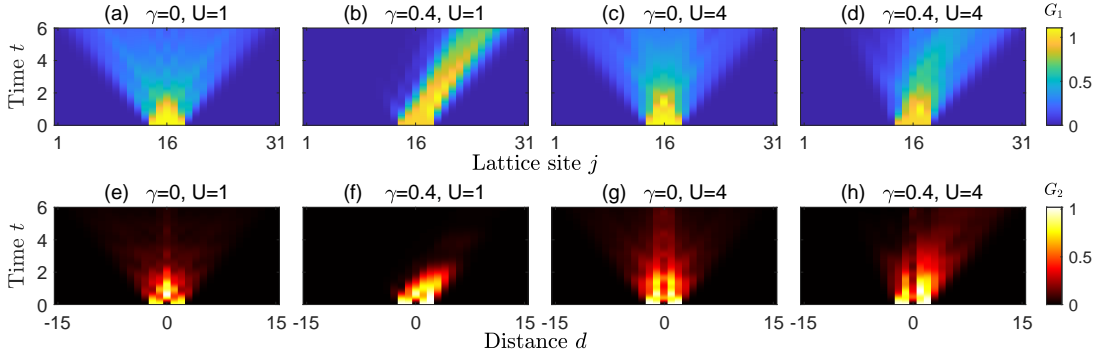 (a) γ=0, U=1
(b) γ=0.4, U=1
(c) γ=0, U=4
(d) γ=0.4, U=4
G₁
Time t
6
4
2
0
1 16 31
1 16 31
1 16 31
1 16 31
1
0.5
0
Lattice site j
(e) γ=0, U=1
(f) γ=0.4, U=1
(g) γ=0, U=4
(h) γ=0.4, U=4
G₂
Time t
6
4
2
0
-15 0 15
-15 0 15
-15 0 15
-15 0 15
1
0.5
0
Distance d